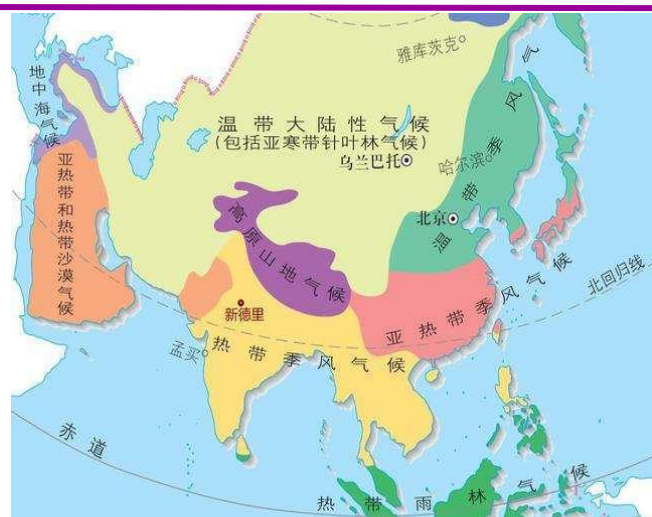 雅库茨克
地中海气候
温带大陆性气候
(包括亚寒带针叶林气候)
乌兰巴托
哈尔滨
温带季风气
亚热带和热带沙漠气候
高原山地气候
北京
新德里
孟买
热带季风气候
亚热带季风气候
北回归线
赤道
热带雨林气候